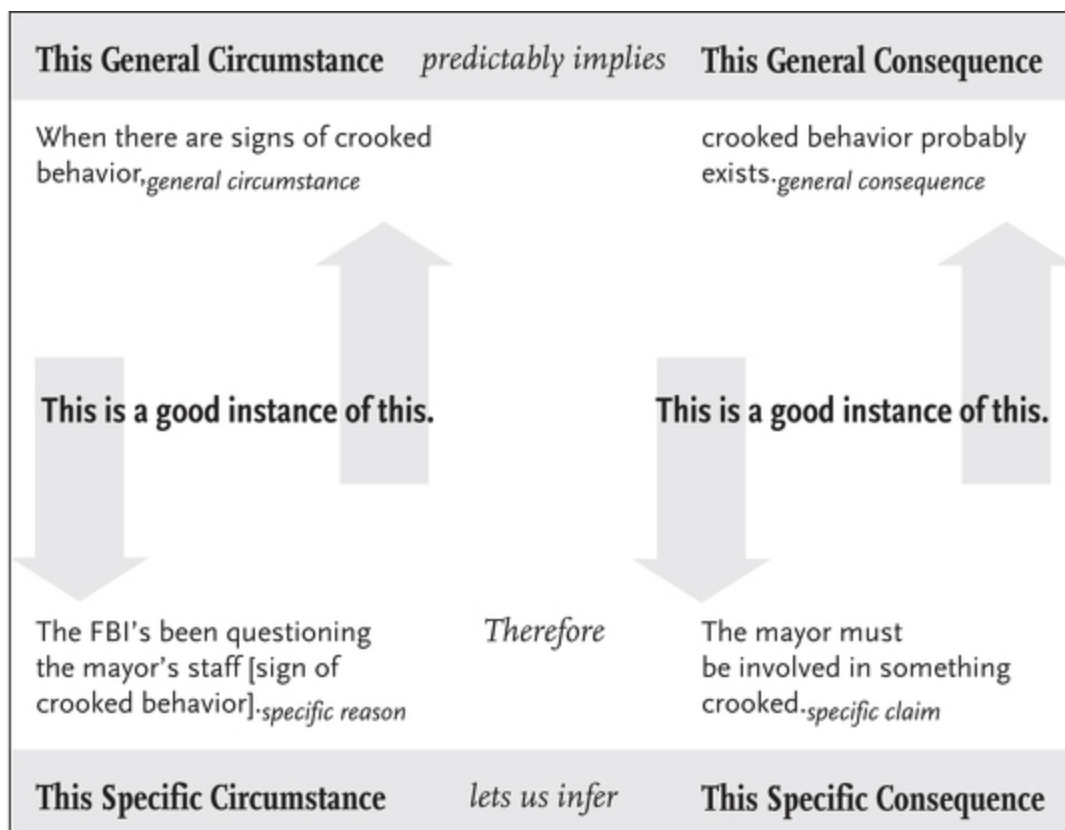 This General Circumstance predictably implies This General Consequence
When there are signs of crooked
behavior,general circumstance
crooked behavior probably
exists.general consequence
This is a good instance of this.
This is a good instance of this.
The FBI's been questioning
the mayor's staff [sign of
crooked behavior].specific reason
Therefore
The mayor must
be involved in something
crooked.specific claim
This Specific Circumstance lets us infer This Specific Consequence